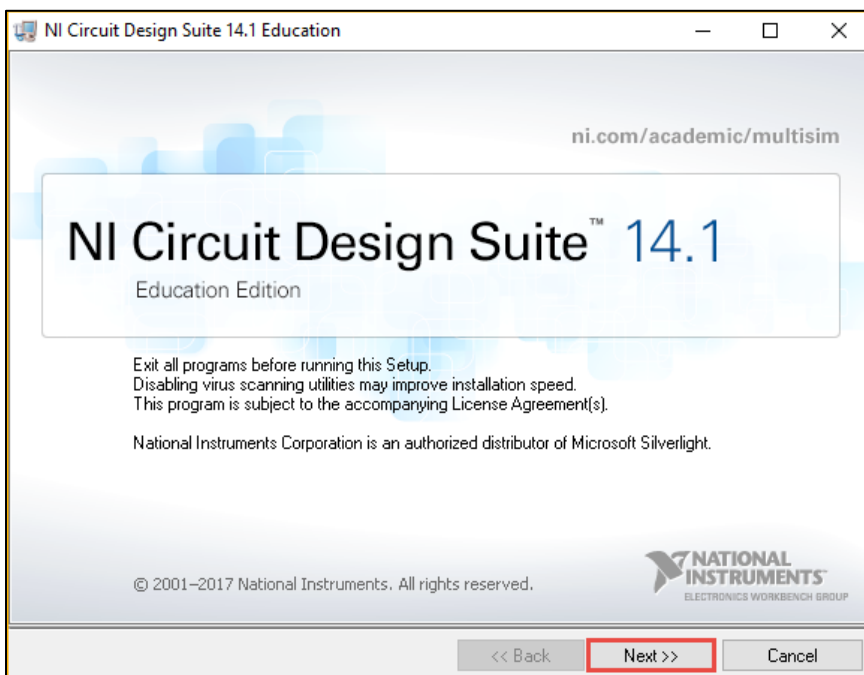 NI Circuit Design Suite 14.1 Education
ni.com/academic/multisim
NI Circuit Design Suite™ 14.1
Education Edition
Exit all programs before running this Setup.
Disabling virus scanning utilities may improve installation speed.
This program is subject to the accompanying License Agreement(s).
National Instruments Corporation is an authorized distributor of Microsoft Silverlight.
© 2001–2017 National Instruments. All rights reserved.
NATIONAL
INSTRUMENTS™
ELECTRONICS WORKBENCH GROUP
<< Back
Next >>
Cancel